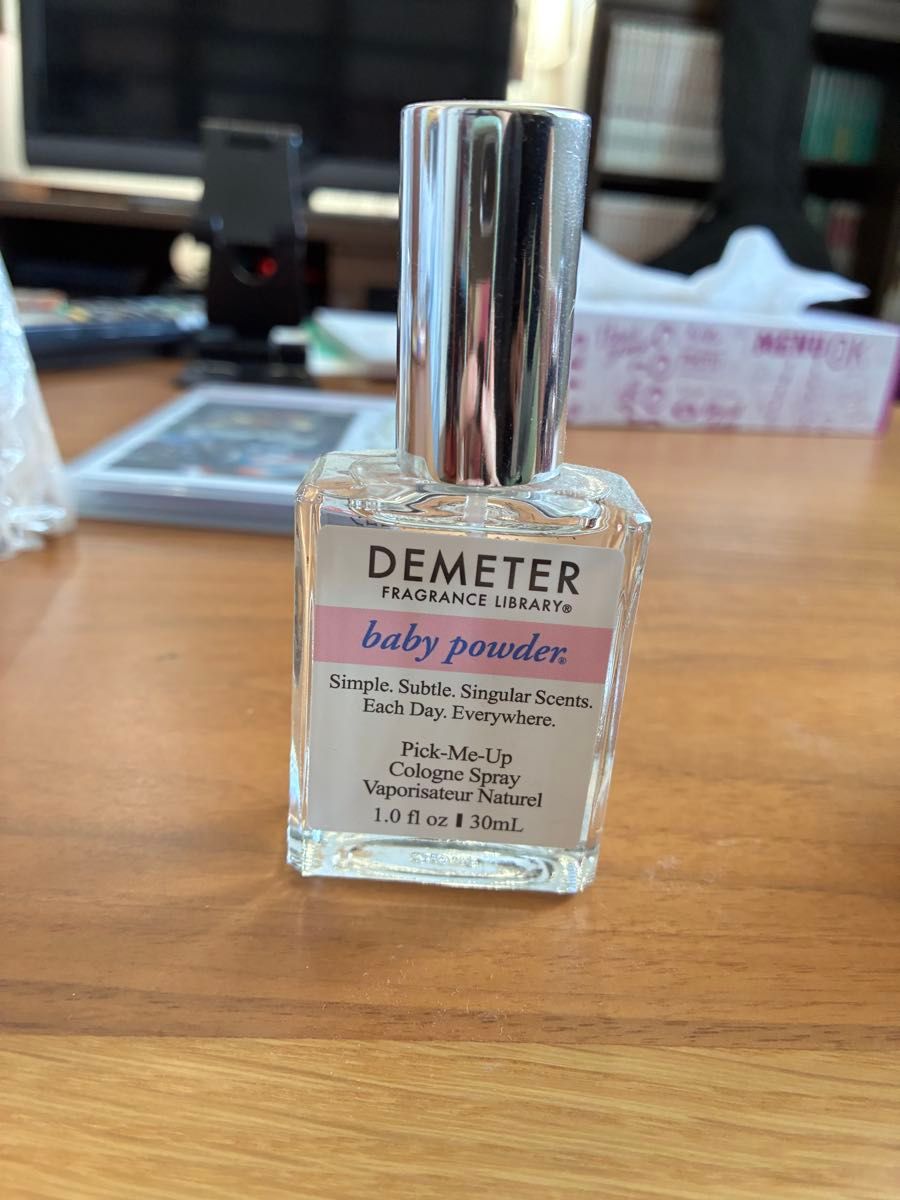 DEMETER
FRAGRANCE LIBRARY®
baby powder®
Simple. Subtle. Singular Scents.
Each Day. Everywhere.
Pick-Me-Up
Cologne Spray
Vaporisateur Naturel
1.0 fl oz ▮ 30mL